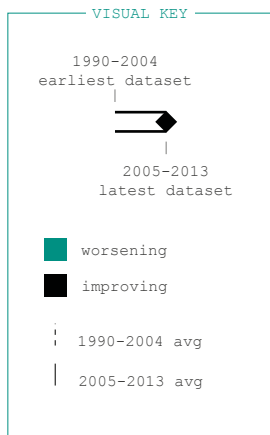 VISUAL KEY
1990-2004
earliest dataset
2005-2013
latest dataset
worsening
improving
1990-2004 avg
2005-2013 avg